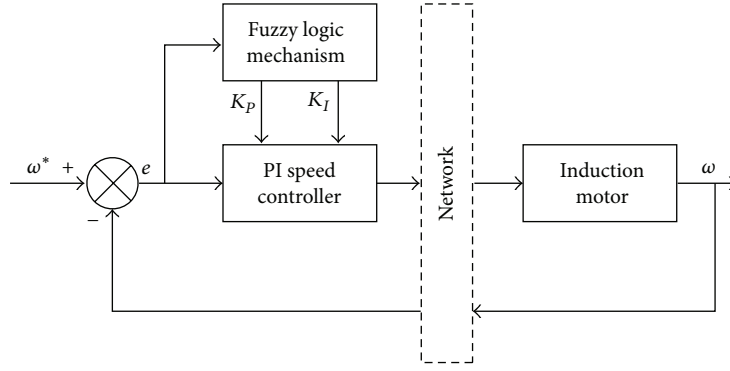 Fuzzy logic
mechanism
K_P K_I
ω* + e
PI speed
controller
Network
Induction
motor
ω
−